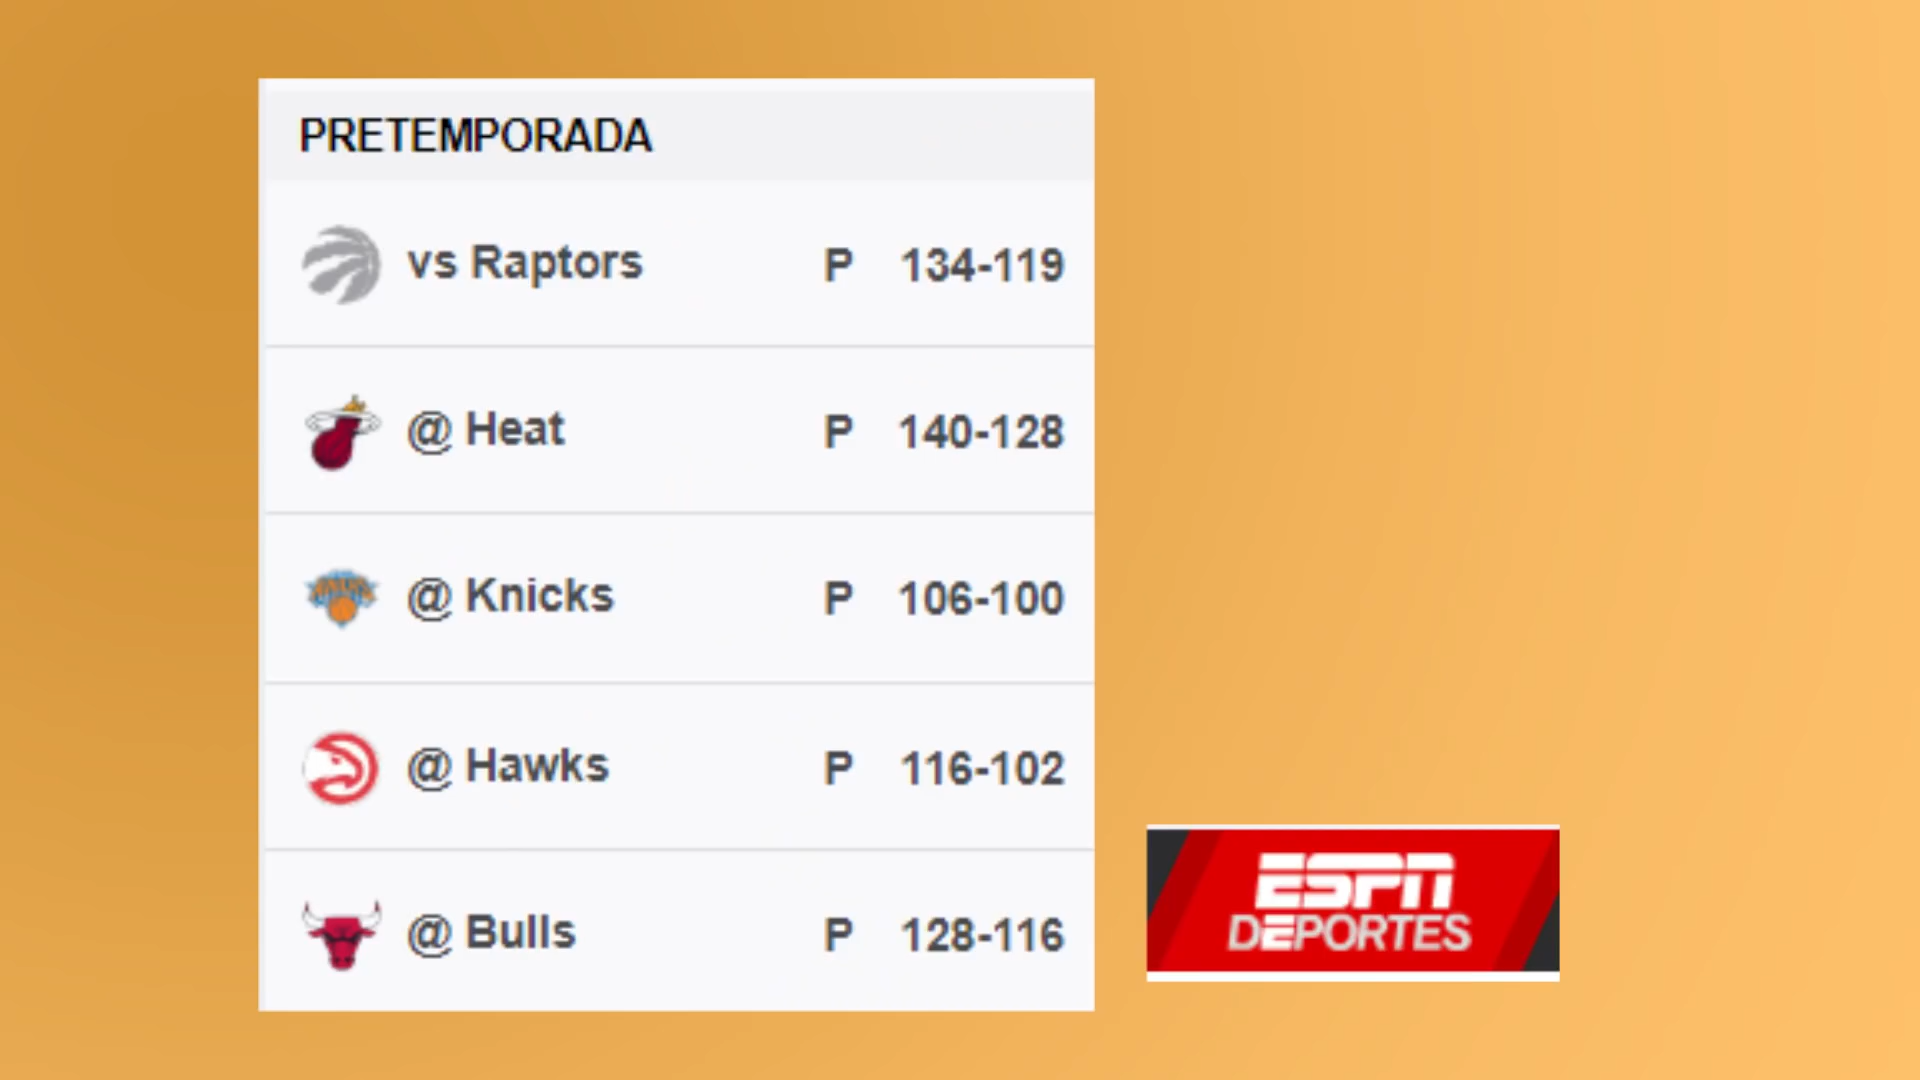 PRETEMPORADA
vs Raptors P 134-119
@ Heat P 140-128
@ Knicks P 106-100
@ Hawks P 116-102
@ Bulls P 128-116
ESPN
DEPORTES